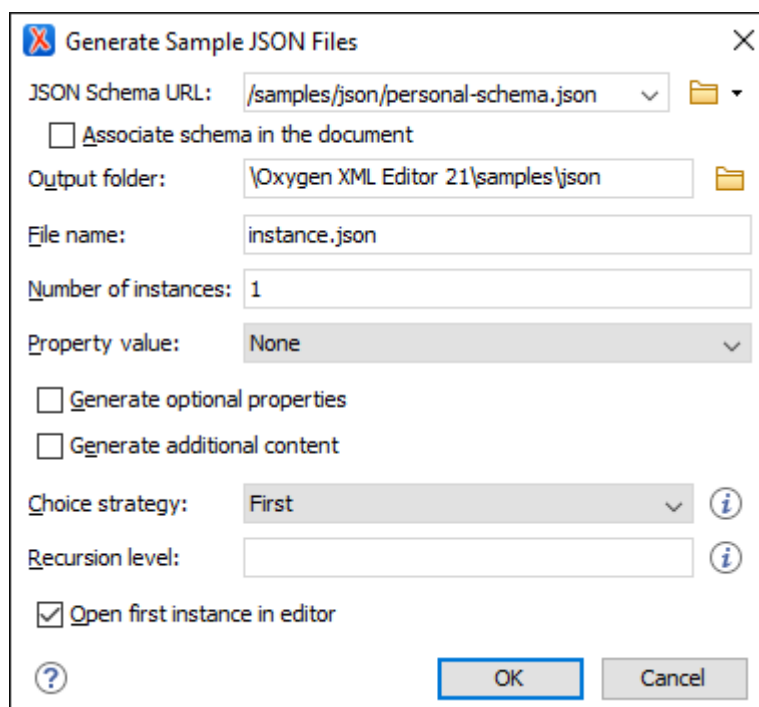 Generate Sample JSON Files
JSON Schema URL: /samples/json/personal-schema.json
Associate schema in the document
Output folder: \Oxygen XML Editor 21\samples\json
File name: instance.json
Number of instances: 1
Property value: None
Generate optional properties
Generate additional content
Choice strategy: First
Recursion level:
Open first instance in editor
OK Cancel